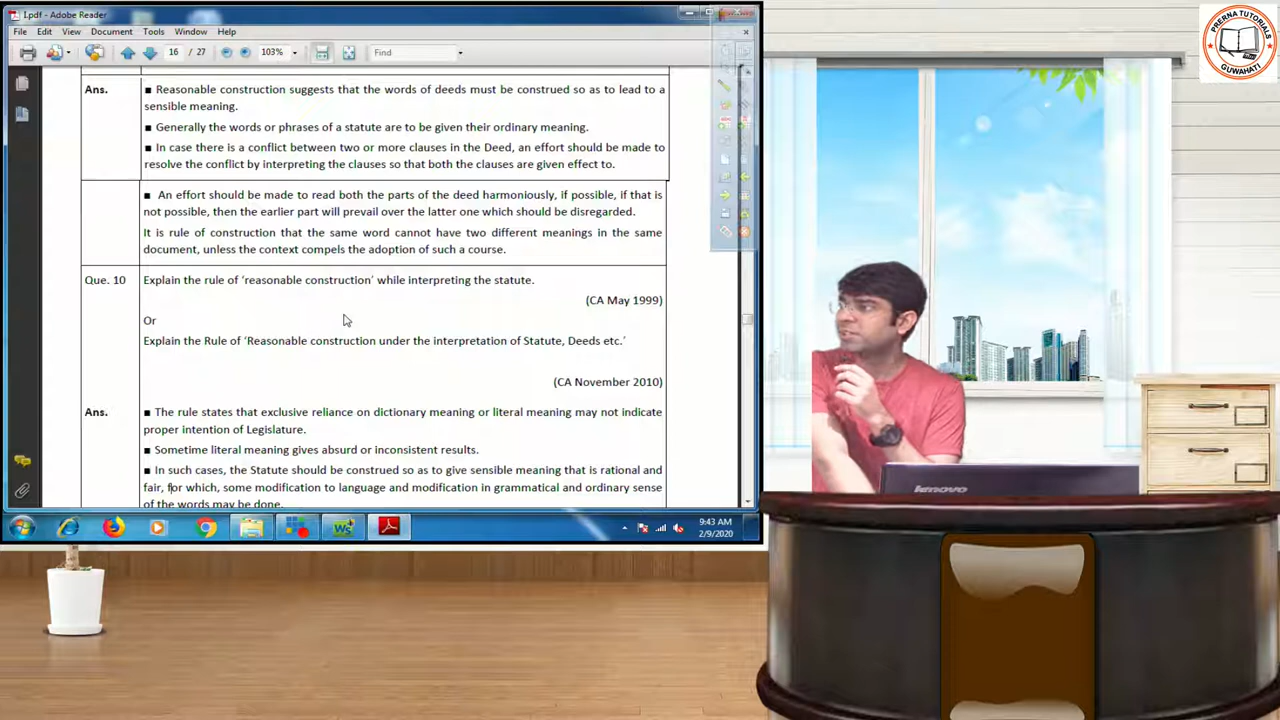 1.pdf - Adobe Reader
File Edit View Document Tools Window Help
16 / 27 103% Find
Ans.
■ Reasonable construction suggests that the words of deeds must be construed so as to lead to a
sensible meaning.
■ Generally the words or phrases of a statute are to be given their ordinary meaning.
■ In case there is a conflict between two or more clauses in the Deed, an effort should be made to
resolve the conflict by interpreting the clauses so that both the clauses are given effect to.
■ An effort should be made to read both the parts of the deed harmoniously, if possible, if that is
not possible, then the earlier part will prevail over the latter one which should be disregarded.
It is rule of construction that the same word cannot have two different meanings in the same
document, unless the context compels the adoption of such a course.
Que. 10
Explain the rule of ‘reasonable construction’ while interpreting the statute.
(CA May 1999)
Or
Explain the Rule of ‘Reasonable construction under the interpretation of Statute, Deeds etc.’
(CA November 2010)
Ans.
■ The rule states that exclusive reliance on dictionary meaning or literal meaning may not indicate
proper intention of Legislature.
■ Sometime literal meaning gives absurd or inconsistent results.
■ In such cases, the Statute should be construed so as to give sensible meaning that is rational and
fair, for which, some modification to language and modification in grammatical and ordinary sense
of the words may be done.
9:43 AM
2/9/2020
PRERNA TUTORIALS
GUWAHATI
lenovo